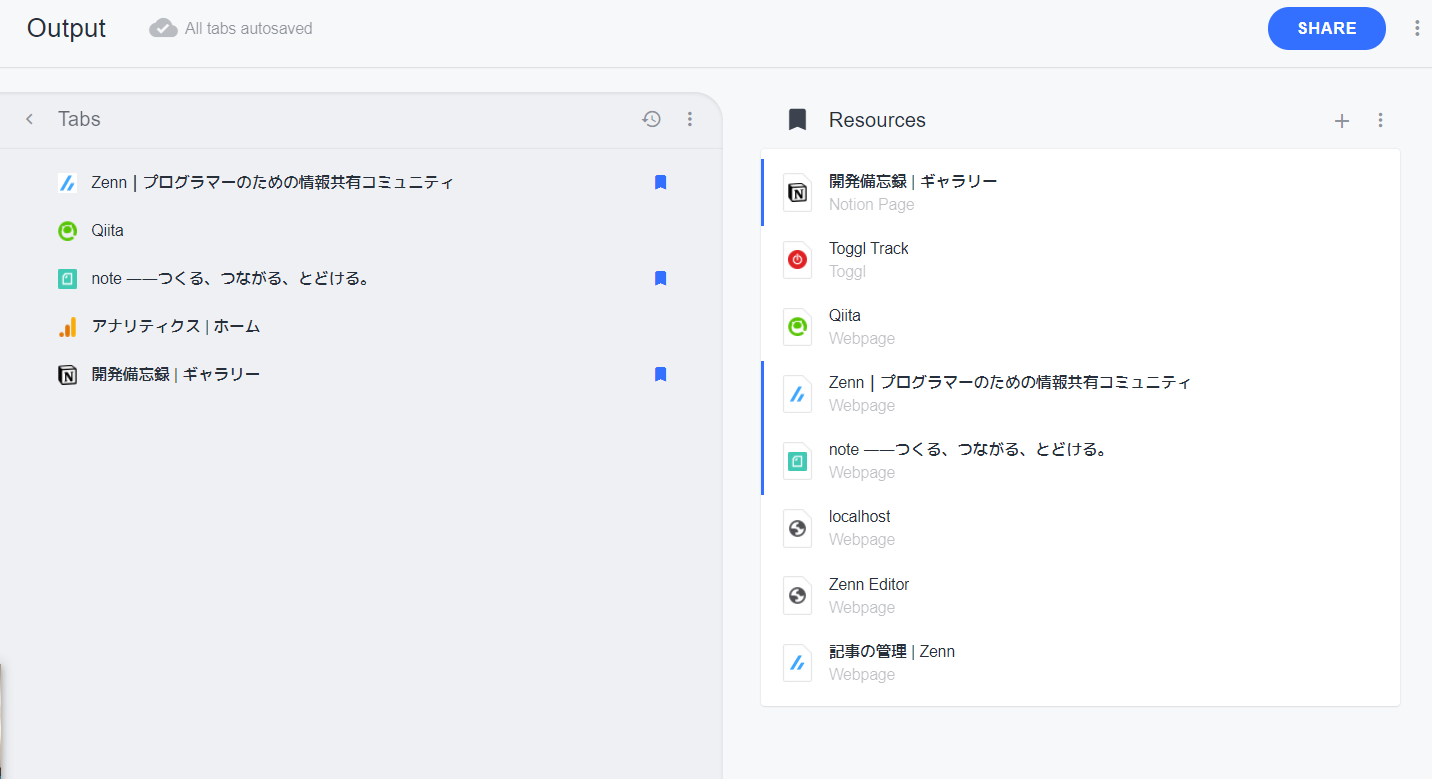 Output
All tabs autosaved
SHARE
Tabs
Zenn｜プログラマーのための情報共有コミュニティ
Qiita
note ――つくる、つながる、とどける。
アナリティクス | ホーム
開発備忘録 | ギャラリー
Resources
開発備忘録 | ギャラリー
Notion Page
Toggl Track
Toggl
Qiita
Webpage
Zenn｜プログラマーのための情報共有コミュニティ
Webpage
note ――つくる、つながる、とどける。
Webpage
localhost
Webpage
Zenn Editor
Webpage
記事の管理 | Zenn
Webpage